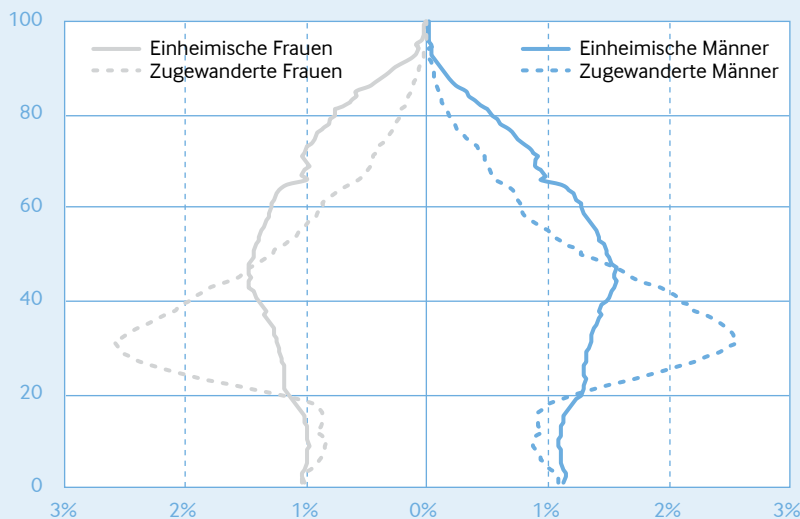 100
Einheimische Frauen
Zugewanderte Frauen
Einheimische Männer
Zugewanderte Männer
80
60
40
20
0
3% 2% 1% 0% 1% 2% 3%